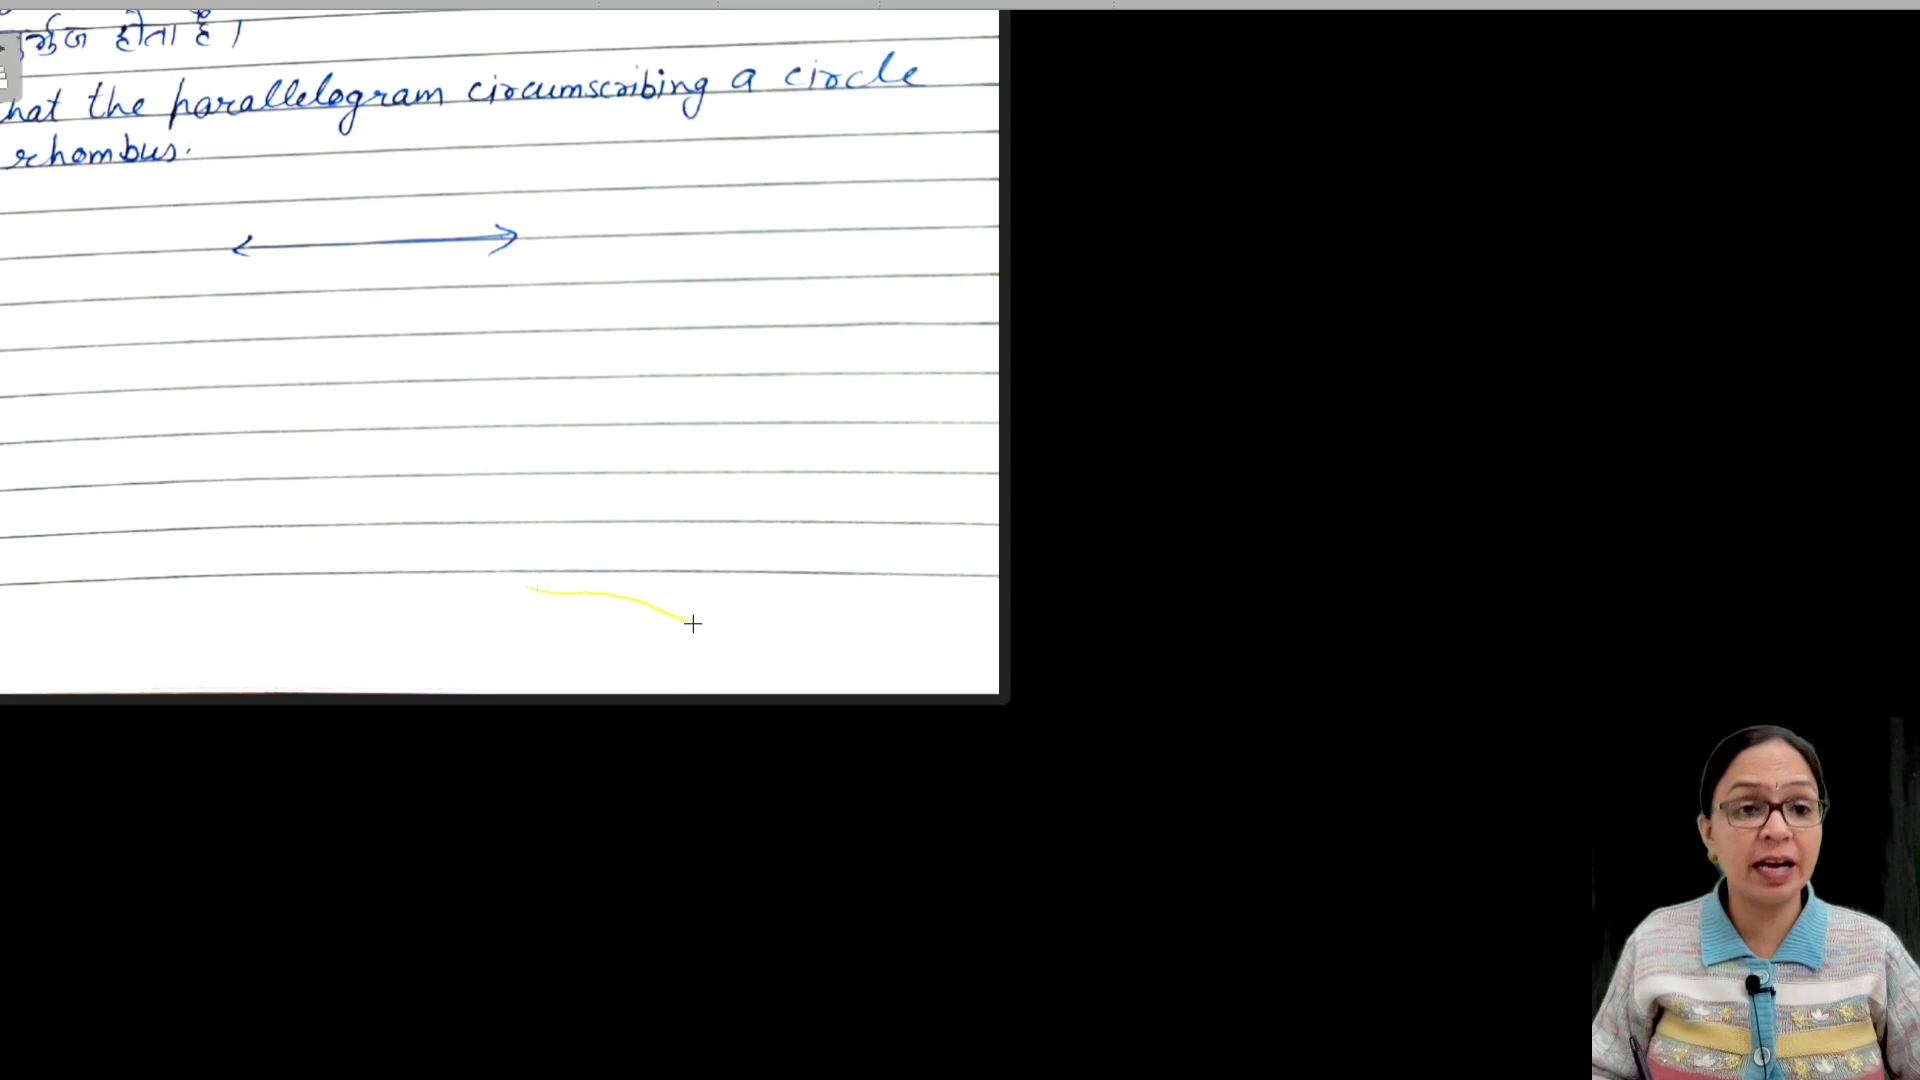 होता है।
hat the parallelogram circumscribing a circle
rhombus.